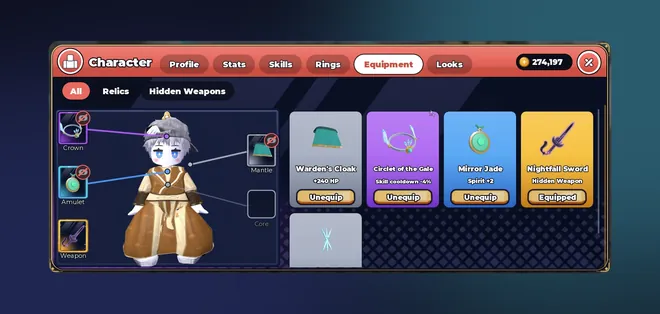 Character
Profile
Stats
Skills
Rings
Equipment
Looks
274,197
All
Relics
Hidden Weapons
Crown
Amulet
Weapon
Mantle
Core
Warden's Cloak
+240 HP
Unequip
Circlet of the Gale
Skill cooldown -4%
Unequip
Mirror Jade
Spirit +2
Unequip
Nightfall Sword
Hidden Weapon
Equipped